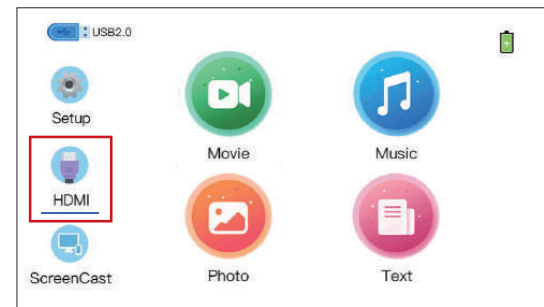 USB2.0
Setup
HDMI
ScreenCast
Movie
Music
Photo
Text